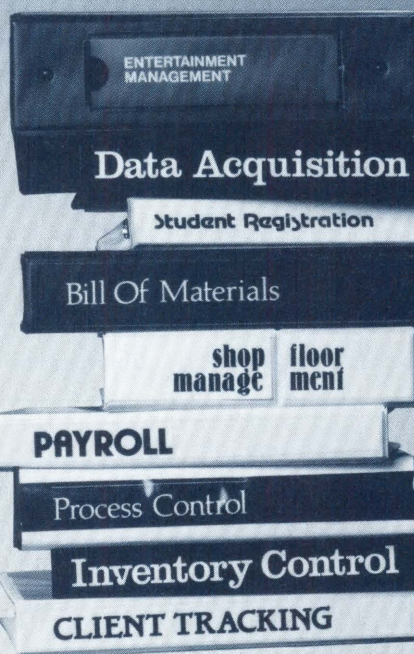 ENTERTAINMENT
MANAGEMENT
Data Acquisition
Student Registration
Bill Of Materials
shop floor
manage ment
PAYROLL
Process Control
Inventory Control
CLIENT TRACKING